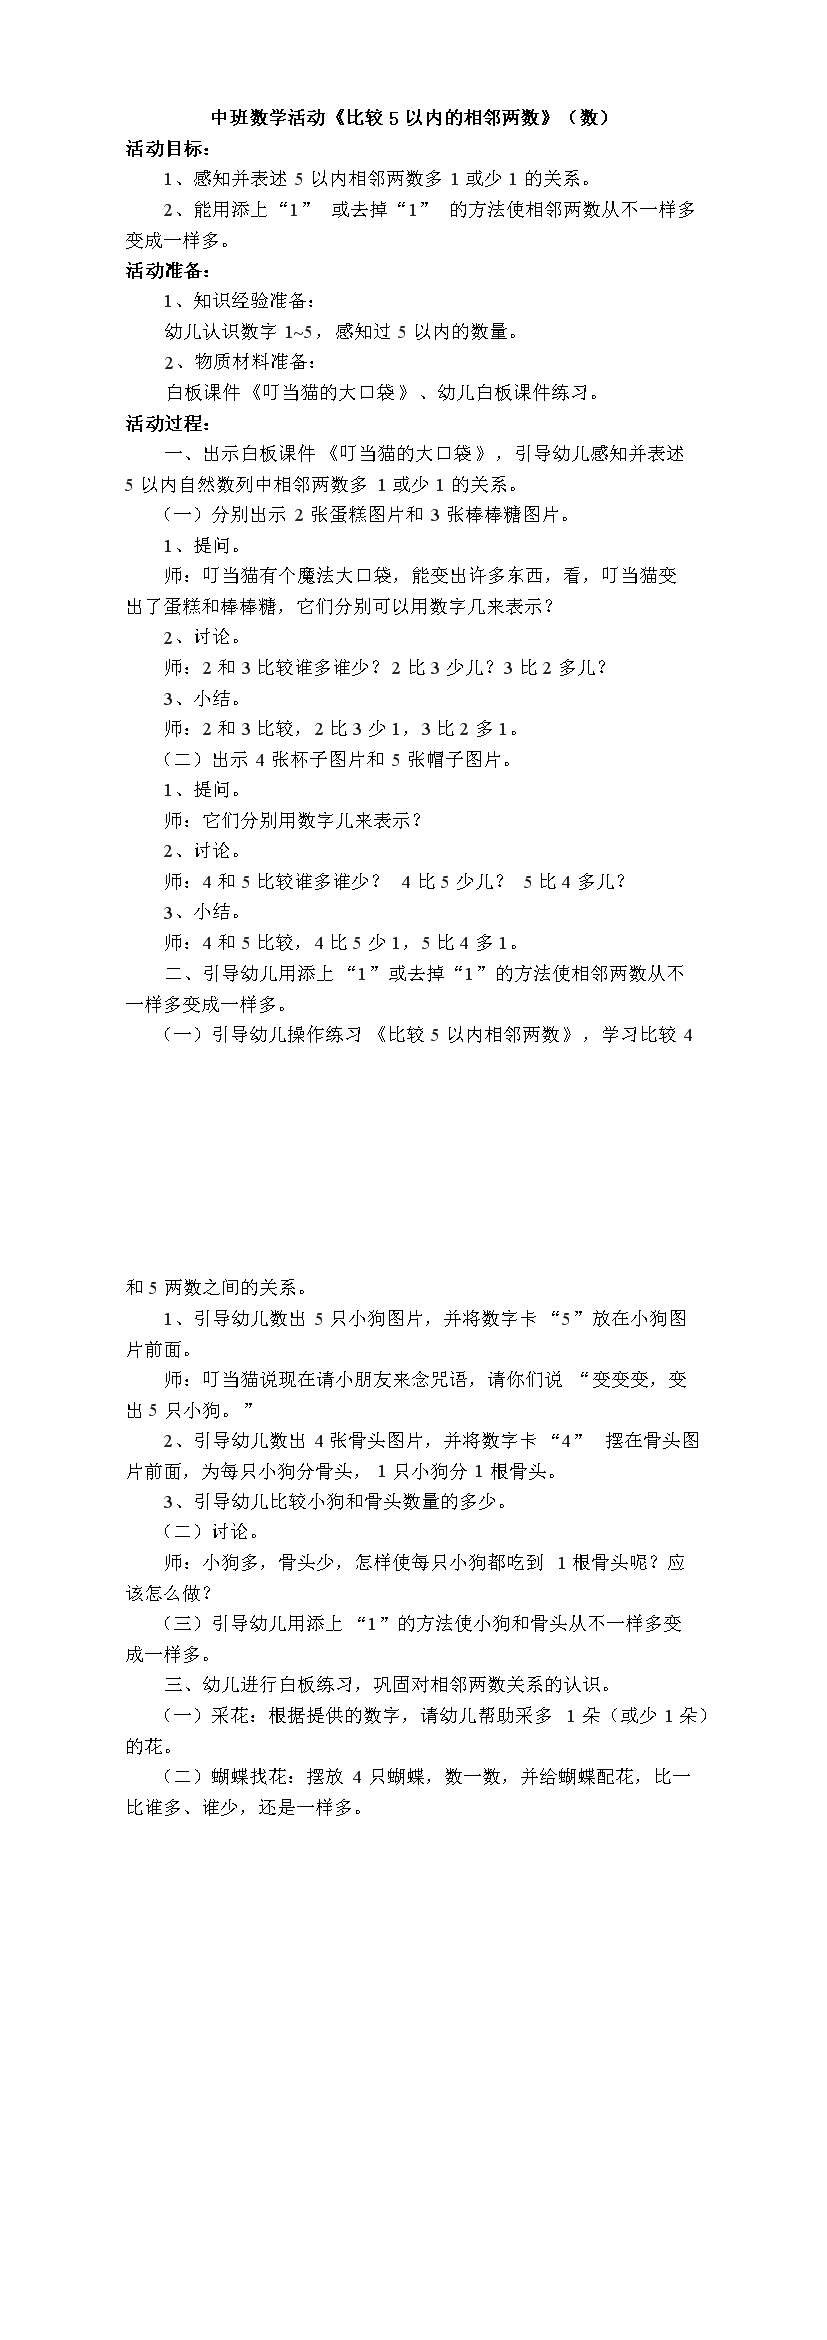 中班数学活动《比较5以内的相邻两数》（数）
活动目标：
1、感知并表述5以内相邻两数多1或少1的关系。
2、能用添上“1” 或去掉“1” 的方法使相邻两数从不一样多
变成一样多。
活动准备：
1、知识经验准备：
幼儿认识数字1~5，感知过5以内的数量。
2、物质材料准备：
白板课件《叮当猫的大口袋》、幼儿白板课件练习。
活动过程：
一、出示白板课件《叮当猫的大口袋》，引导幼儿感知并表述
5以内自然数列中相邻两数多1或少1的关系。
（一）分别出示2张蛋糕图片和3张棒棒糖图片。
1、提问。
师：叮当猫有个魔法大口袋，能变出许多东西，看，叮当猫变
出了蛋糕和棒棒糖，它们分别可以用数字几来表示？
2、讨论。
师：2和3比较谁多谁少？2比3少几？3比2多几？
3、小结。
师：2和3比较，2比3少1，3比2多1。
（二）出示4张杯子图片和5张帽子图片。
1、提问。
师：它们分别用数字几来表示？
2、讨论。
师：4和5比较谁多谁少？ 4比5少几？ 5比4多几？
3、小结。
师：4和5比较，4比5少1，5比4多1。
二、引导幼儿用添上“1”或去掉“1”的方法使相邻两数从不
一样多变成一样多。
（一）引导幼儿操作练习《比较5以内相邻两数》，学习比较4
和5两数之间的关系。
1、引导幼儿数出5只小狗图片，并将数字卡“5”放在小狗图
片前面。
师：叮当猫说现在请小朋友来念咒语，请你们说“变变变，变
出5只小狗。”
2、引导幼儿数出4张骨头图片，并将数字卡“4” 摆在骨头图
片前面，为每只小狗分骨头，1只小狗分1根骨头。
3、引导幼儿比较小狗和骨头数量的多少。
（二）讨论。
师：小狗多，骨头少，怎样使每只小狗都吃到1根骨头呢？应
该怎么做？
（三）引导幼儿用添上“1”的方法使小狗和骨头从不一样多变
成一样多。
三、幼儿进行白板练习，巩固对相邻两数关系的认识。
（一）采花：根据提供的数字，请幼儿帮助采多1朵（或少1朵）
的花。
（二）蝴蝶找花：摆放4只蝴蝶，数一数，并给蝴蝶配花，比一
比谁多、谁少，还是一样多。